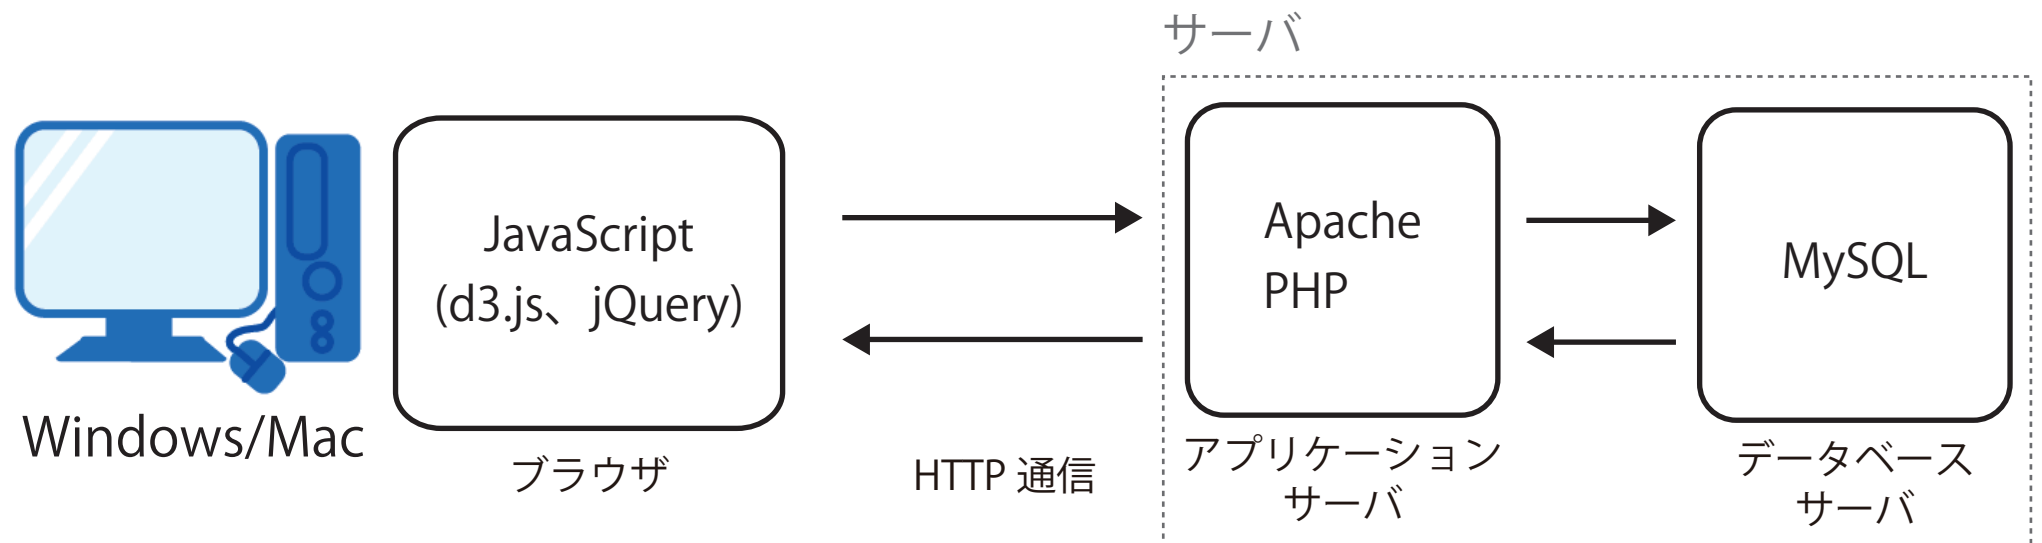 サーバ
JavaScript
(d3.js、jQuery)
Apache
PHP
MySQL
Windows/Mac
ブラウザ
HTTP 通信
アプリケーション
サーバ
データベース
サーバ